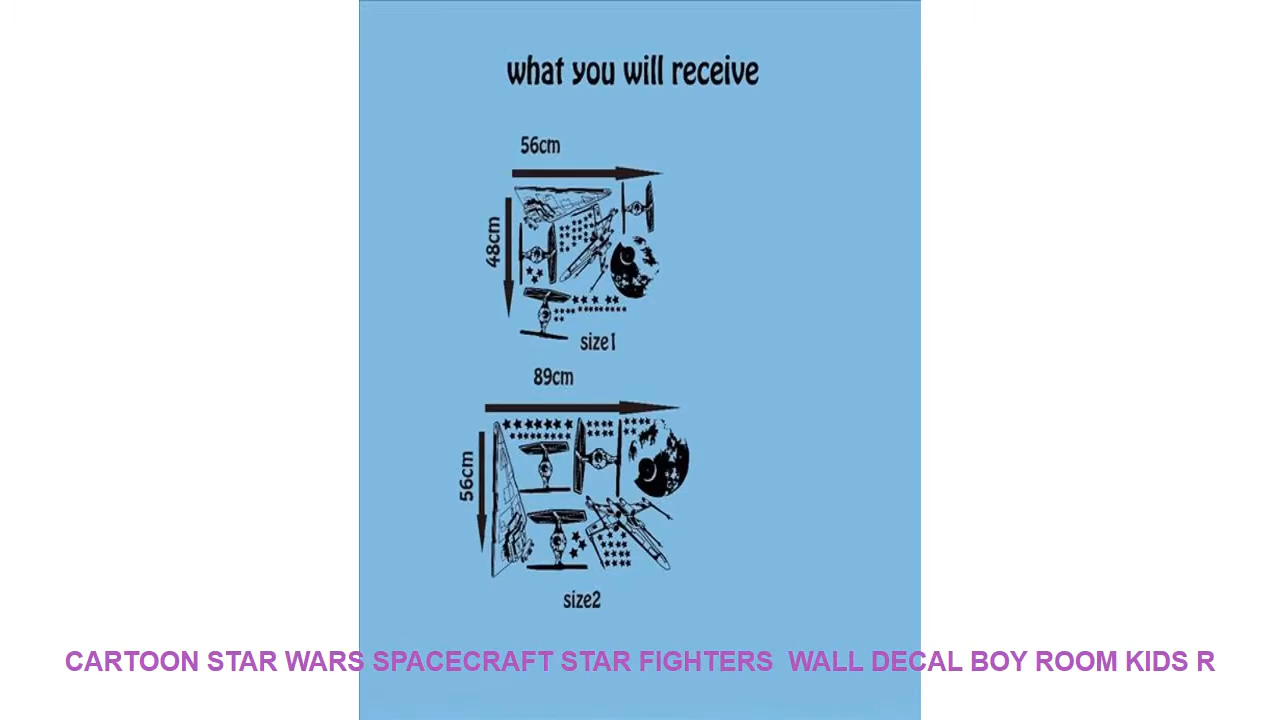 what you will receive
56cm
48cm
size1
89cm
56cm
size2
CARTOON STAR WARS SPACECRAFT STAR FIGHTERS  WALL DECAL BOY ROOM KIDS R